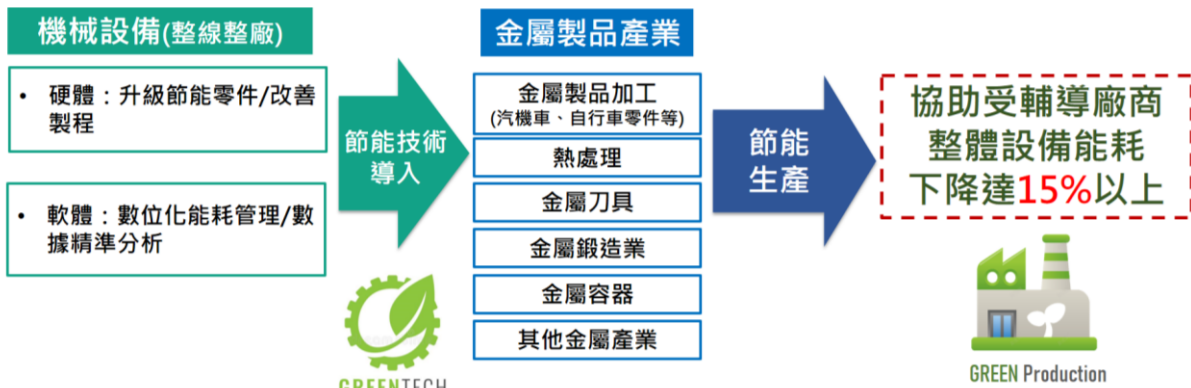 機械設備(整線整廠)
• 硬體：升級節能零件/改善
製程
• 軟體：數位化能耗管理/數
據精準分析
節能技術
導入
GREENTECH
金屬製品產業
金屬製品加工
(汽機車、自行車零件等)
熱處理
金屬刀具
金屬鍛造業
金屬容器
其他金屬產業
節能
生產
協助受輔導廠商
整體設備能耗
下降達15%以上
GREEN Production